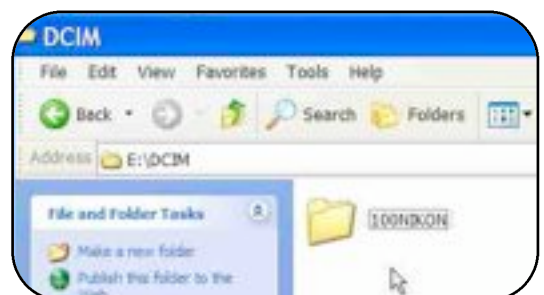 DCIM
File Edit View Favorites Tools Help
Back Search Folders
Address E:\DCIM
File and Folder Tasks
100NIKON
Make a new folder
Publish this folder to the
Web